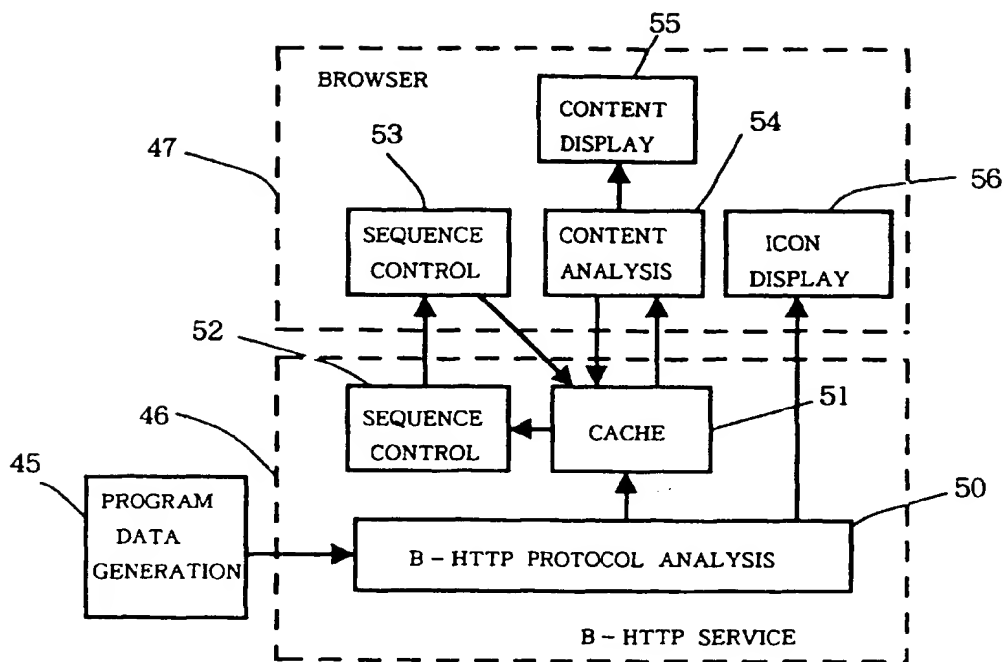 55
BROWSER
CONTENT
DISPLAY
53
54
47
56
SEQUENCE
CONTROL
CONTENT
ANALYSIS
ICON
DISPLAY
52
46
51
SEQUENCE
CONTROL
CACHE
45
50
PROGRAM
DATA
GENERATION
B-HTTP PROTOCOL ANALYSIS
B-HTTP SERVICE